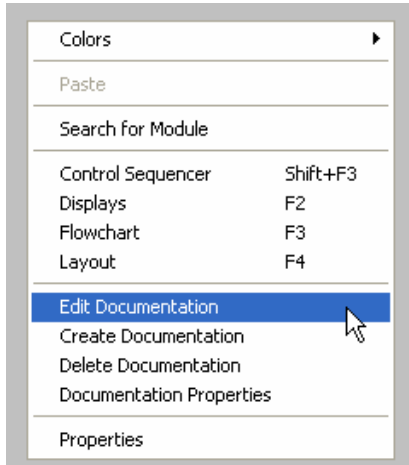 Colors
Paste
Search for Module
Control Sequencer Shift+F3
Displays F2
Flowchart F3
Layout F4
Edit Documentation
Create Documentation
Delete Documentation
Documentation Properties
Properties